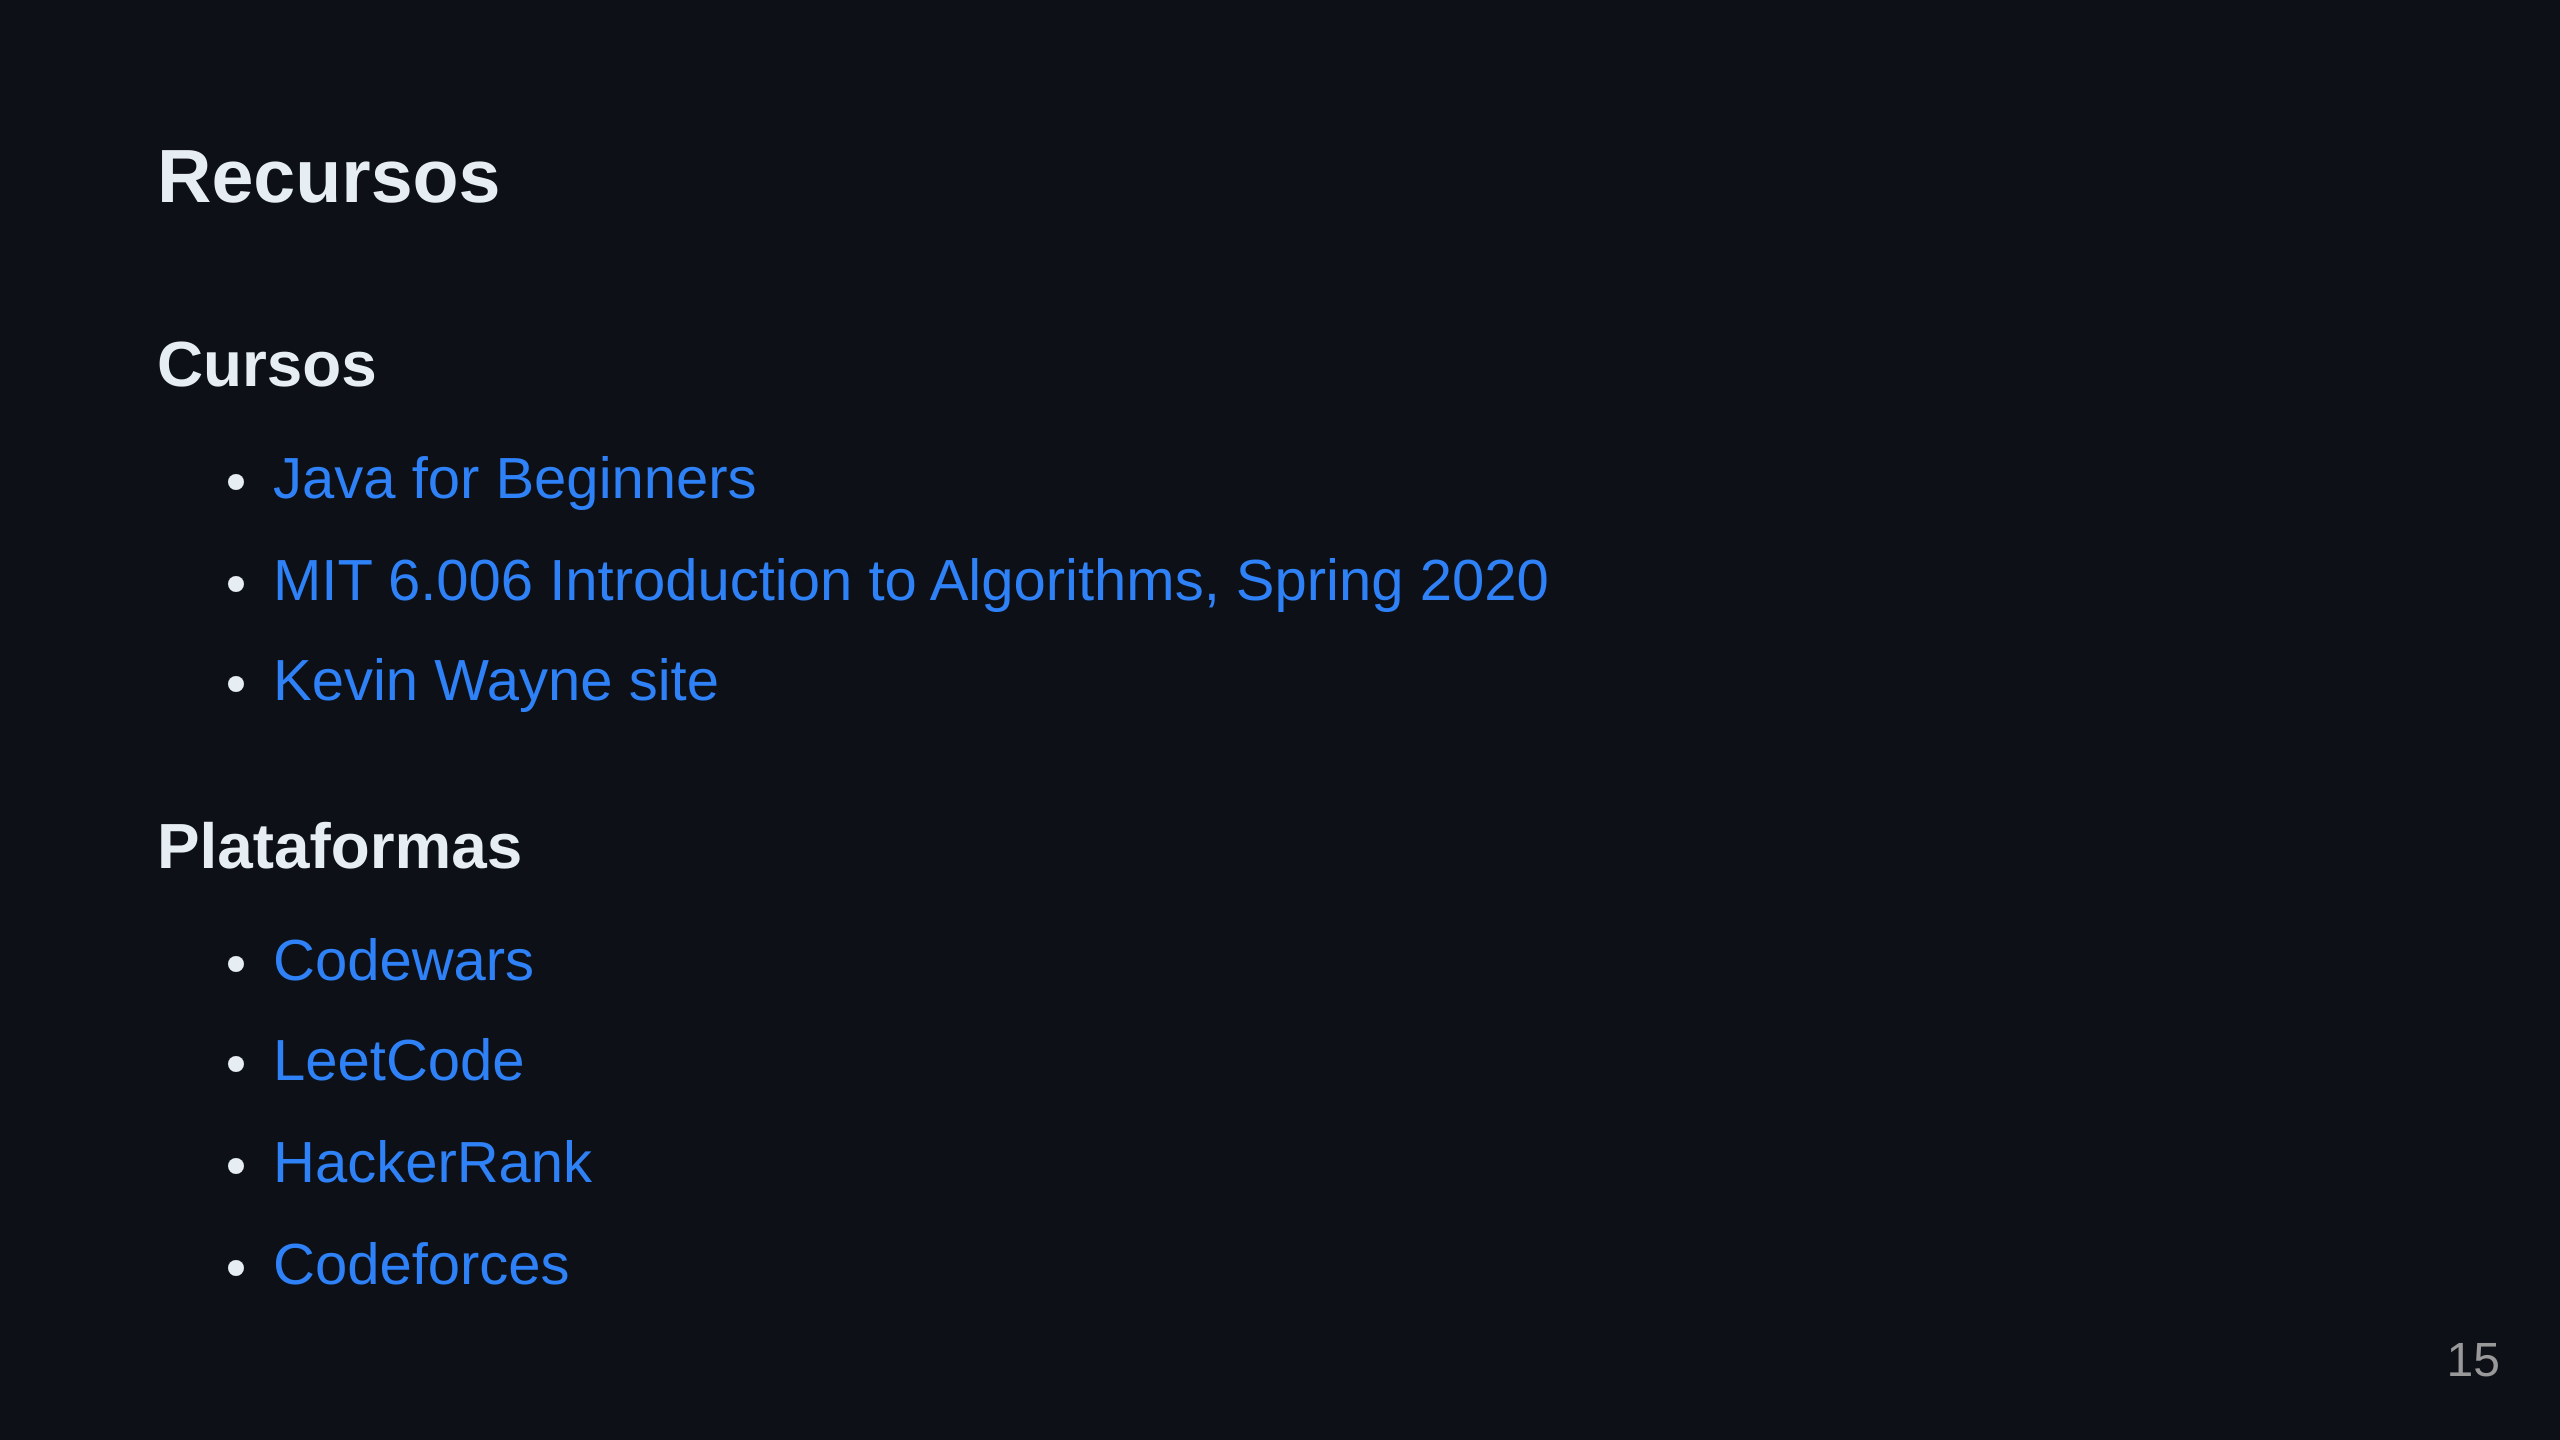 Recursos
Cursos
Java for Beginners
MIT 6.006 Introduction to Algorithms, Spring 2020
Kevin Wayne site
Plataformas
Codewars
LeetCode
HackerRank
Codeforces
15